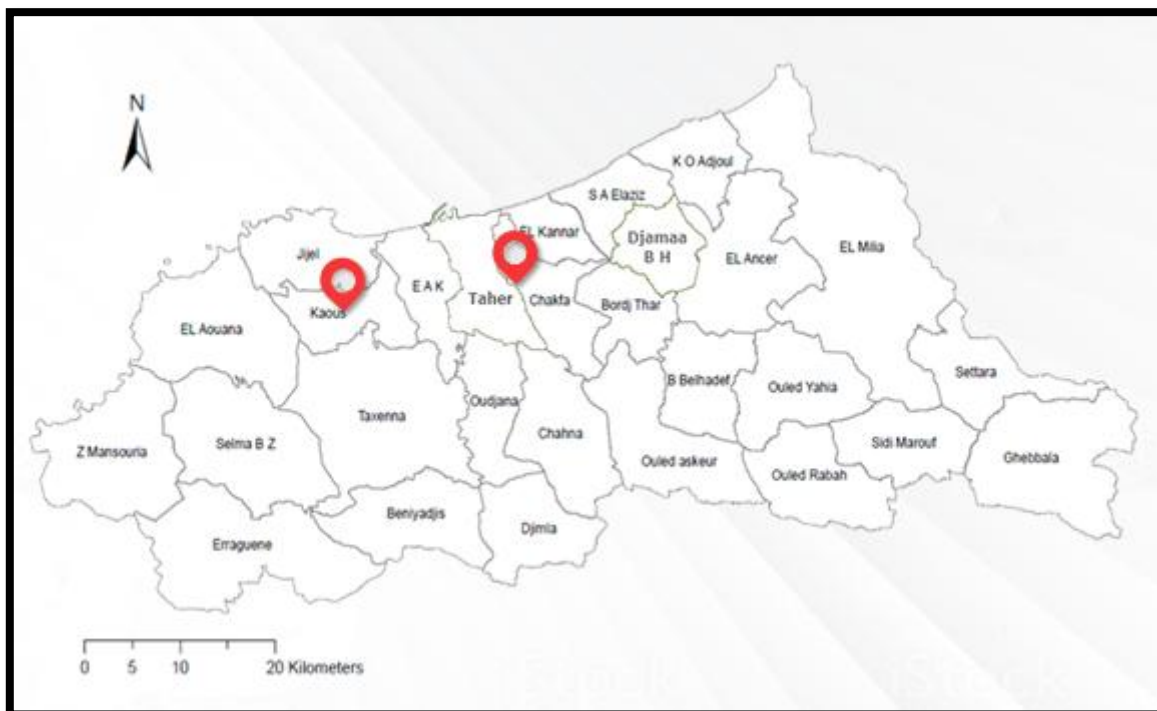 N
K O Adjoul
S A Elaziz
EL Kannar
Djamaa
B H
Jijel
EL Ancer
EL Milia
E A K
Taher
Chakfa
Bordj Thar
Kaous
EL Aouana
Settara
B Belhadef
Ouled Yahia
Oudjana
Taxenna
Chahna
Selma B Z
Z Mansouria
Sidi Marouf
Ghebbala
Ouled askeur
Ouled Rabah
Beniyadjis
Djimla
Erraguene
0 5 10 20 Kilometers